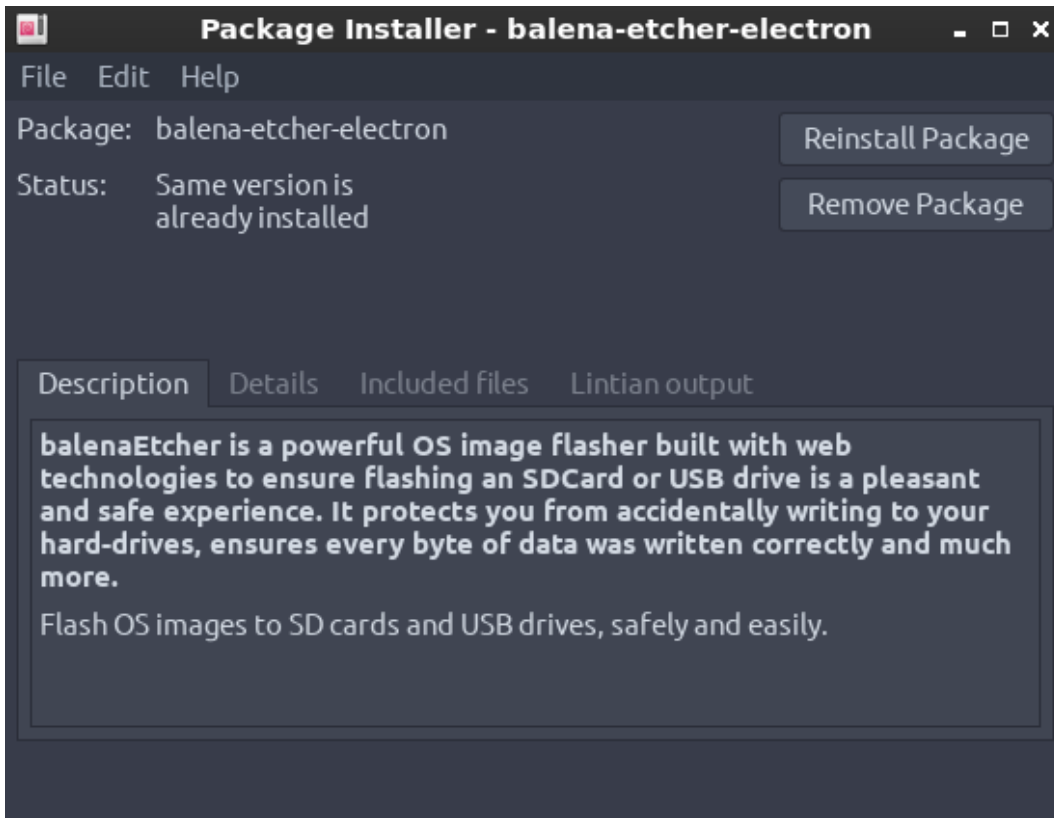 Package Installer - balena-etcher-electron
File Edit Help
Package: balena-etcher-electron
Reinstall Package
Status: Same version is
already installed
Remove Package
Description Details Included files Lintian output
balenaEtcher is a powerful OS image flasher built with web
technologies to ensure flashing an SDCard or USB drive is a pleasant
and safe experience. It protects you from accidentally writing to your
hard-drives, ensures every byte of data was written correctly and much
more.
Flash OS images to SD cards and USB drives, safely and easily.